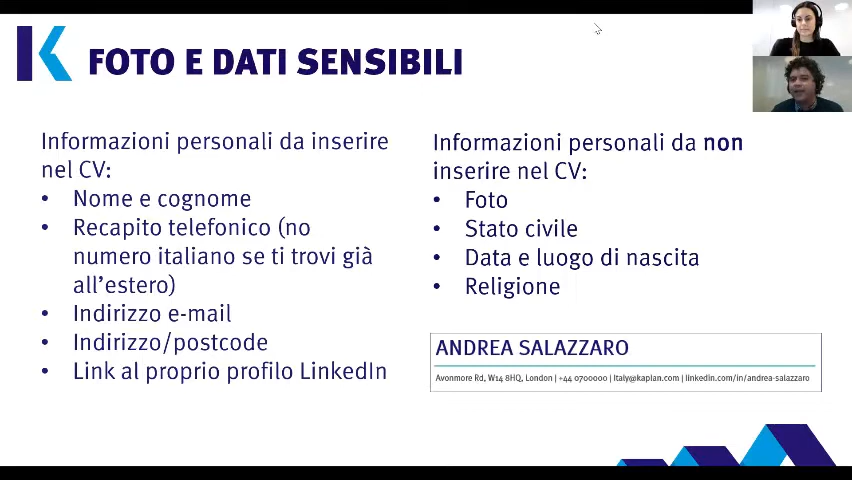 FOTO E DATI SENSIBILI
Informazioni personali da inserire
nel CV:
• Nome e cognome
• Recapito telefonico (no
numero italiano se ti trovi già
all'estero)
• Indirizzo e-mail
• Indirizzo/postcode
• Link al proprio profilo LinkedIn
Informazioni personali da non
inserire nel CV:
• Foto
• Stato civile
• Data e luogo di nascita
• Religione
ANDREA SALAZZARO
Avonmore Rd, W14 8HQ, London | +44 0700000 | Italy@kaplan.com | linkedin.com/in/andrea-salazzaro